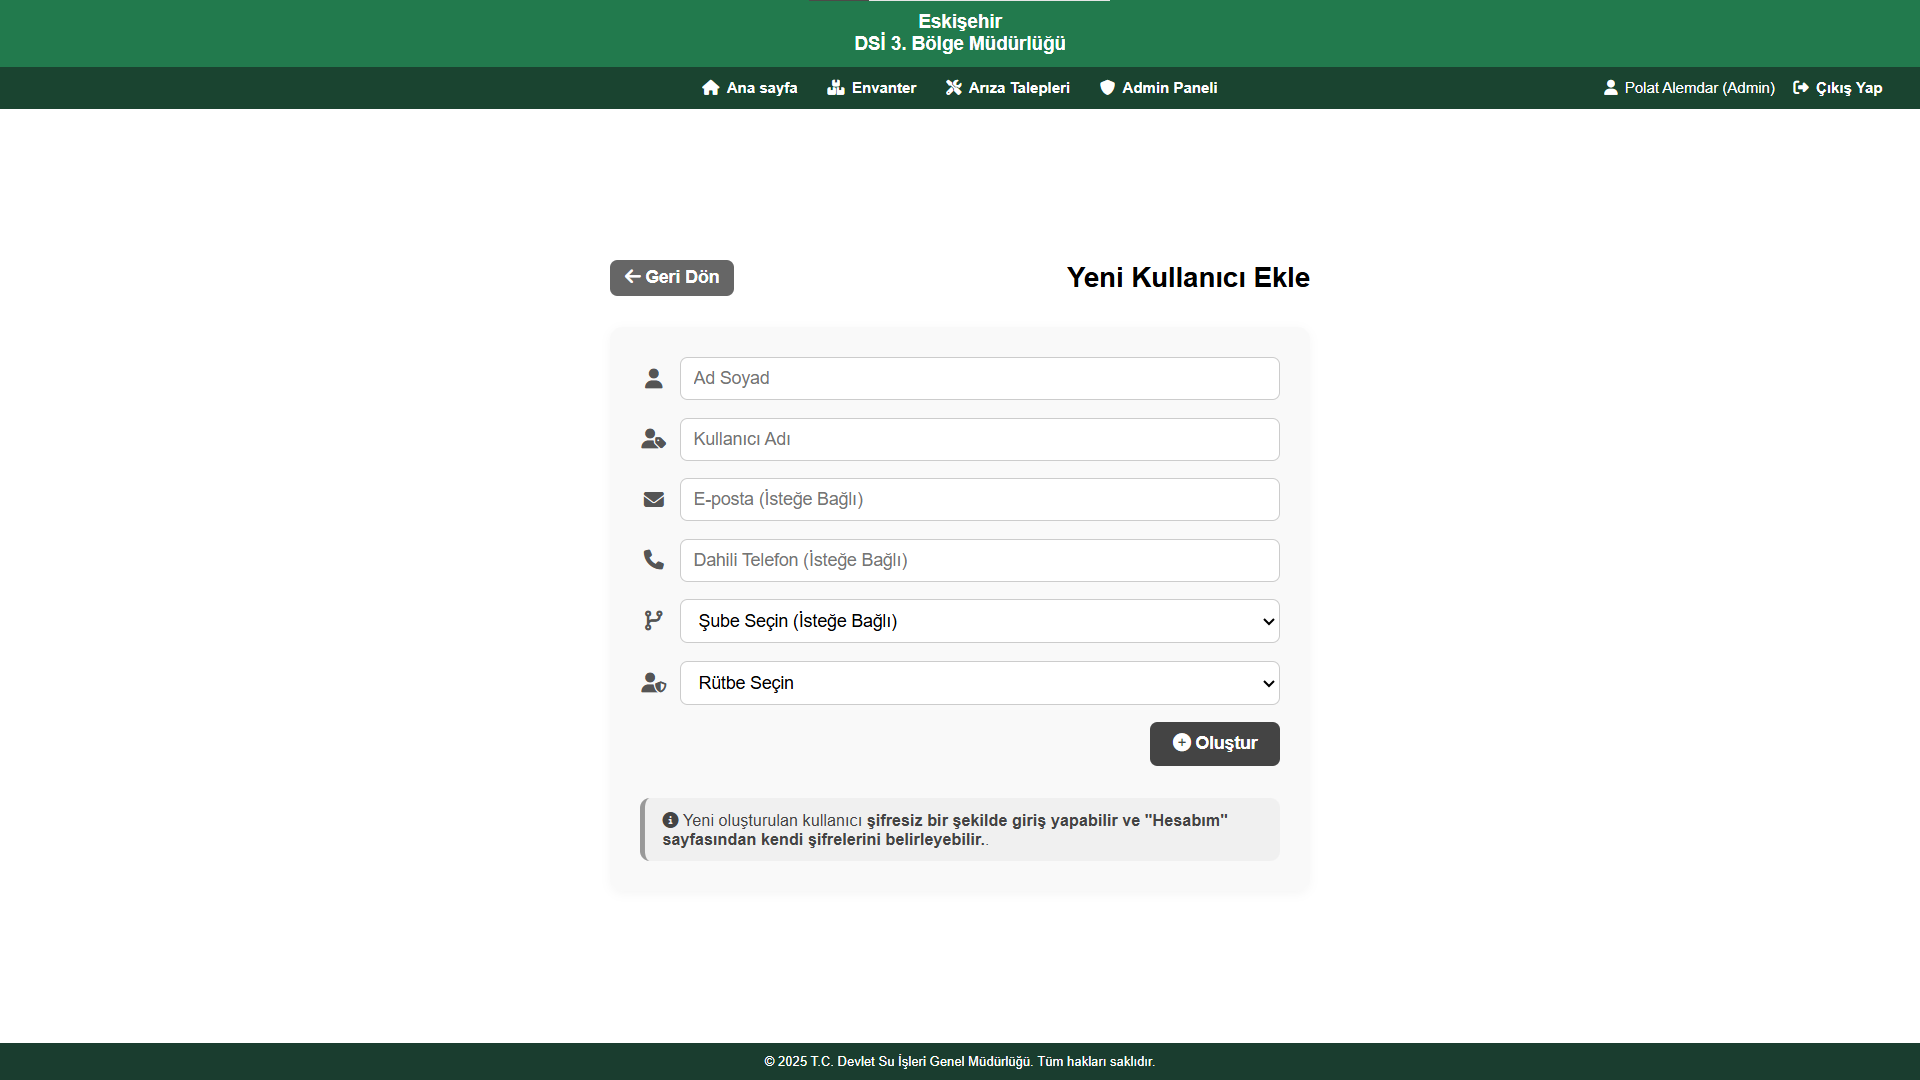 Eskişehir
DSİ 3. Bölge Müdürlüğü
Ana sayfa Envanter Arıza Talepleri Admin Paneli Polat Alemdar (Admin) Çıkış Yap
Geri Dön
Yeni Kullanıcı Ekle
Ad Soyad
Kullanıcı Adı
E-posta (İsteğe Bağlı)
Dahili Telefon (İsteğe Bağlı)
Şube Seçin (İsteğe Bağlı)
Rütbe Seçin
Oluştur
Yeni oluşturulan kullanıcı şifresiz bir şekilde giriş yapabilir ve "Hesabım"
sayfasından kendi şifrelerini belirleyebilir..
© 2025 T.C. Devlet Su İşleri Genel Müdürlüğü. Tüm hakları saklıdır.